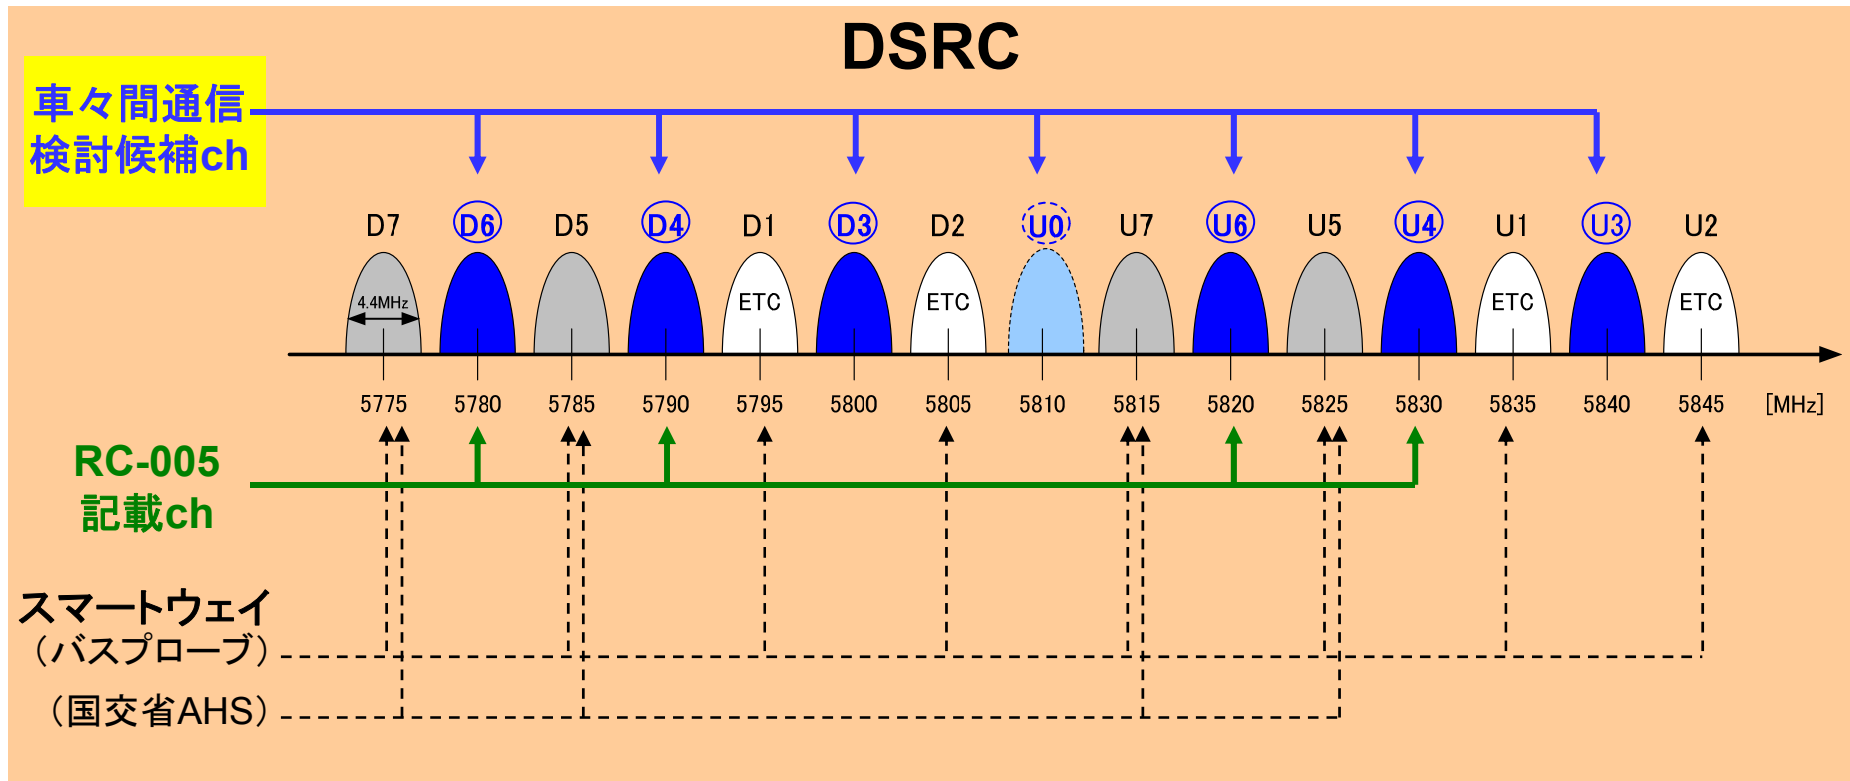 DSRC
車々間通信
検討候補ch
D7 D6 D5 D4 D1 D3 D2 U0 U7 U6 U5 U4 U1 U3 U2
4.4MHz ETC ETC ETC ETC
5775 5780 5785 5790 5795 5800 5805 5810 5815 5820 5825 5830 5835 5840 5845 [MHz]
RC-005
記載ch
スマートウェイ
（バスプローブ）
（国交省AHS）